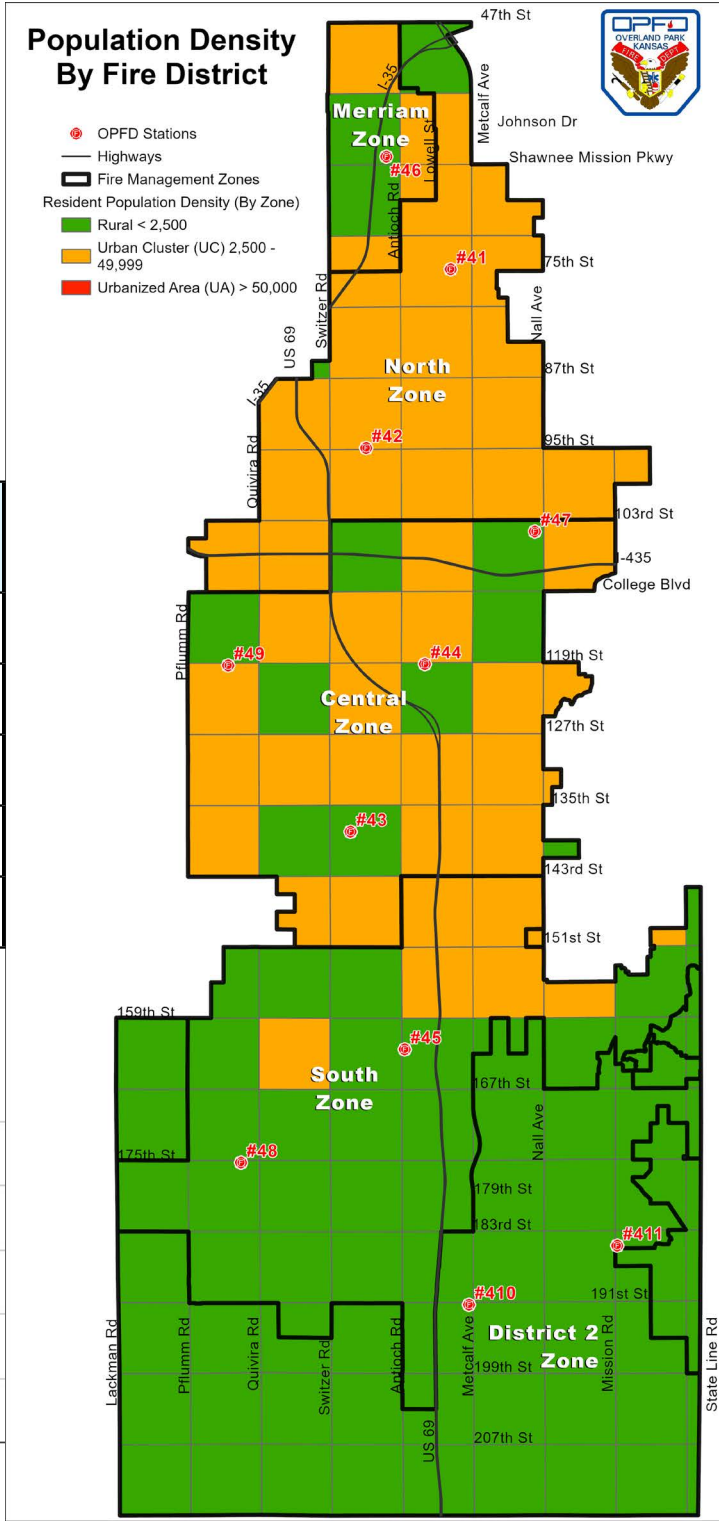 Population Density
By Fire District
OPFD
OVERLAND PARK
KANSAS
FIRE DEPT
OPFD Stations
Highways
Fire Management Zones
Resident Population Density (By Zone)
Rural < 2,500
Urban Cluster (UC) 2,500 -
49,999
Urbanized Area (UA) > 50,000
47th St
I-35
Metcalf Ave
Merriam
Zone
Lowell St
Johnson Dr
Shawnee Mission Pkwy
#46
Antioch Rd
#41
75th St
Switzer Rd
Nall Ave
US 69
North
Zone
87th St
I-35
#42
95th St
Quivira Rd
103rd St
#47
I-435
College Blvd
Pflumm Rd
#49
#44
119th St
Central
Zone
127th St
135th St
#43
143rd St
151st St
159th St
#45
South
Zone
167th St
Nall Ave
175th St
#48
179th St
183rd St
#411
#410
191st St
District 2
Zone
Lackman Rd
Pflumm Rd
Quivira Rd
Switzer Rd
Antioch Rd
Metcalf Ave
Mission Rd
State Line Rd
199th St
US 69
207th St